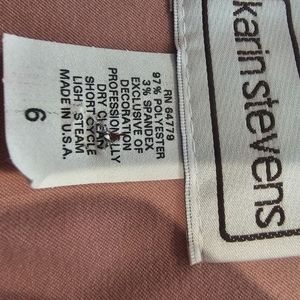 karin stevens
RN 64779
97% POLYESTER
3% SPANDEX
EXCLUSIVE OF
DECORATION
PROFESSIONALLY
DRY CLEAN
SHORT CYCLE
LIGHT STEAM
MADE IN U.S.A.
6